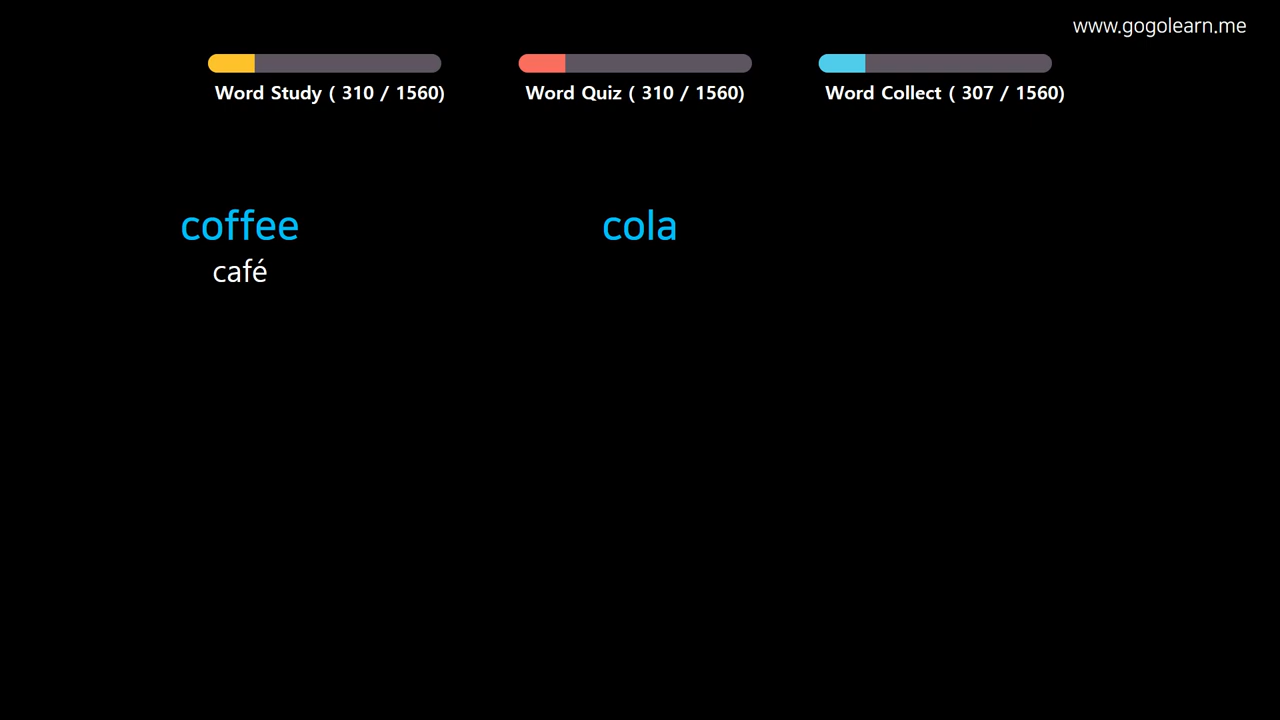 www.gogolearn.me
Word Study ( 310 / 1560)
Word Quiz ( 310 / 1560)
Word Collect ( 307 / 1560)
coffee
café
cola